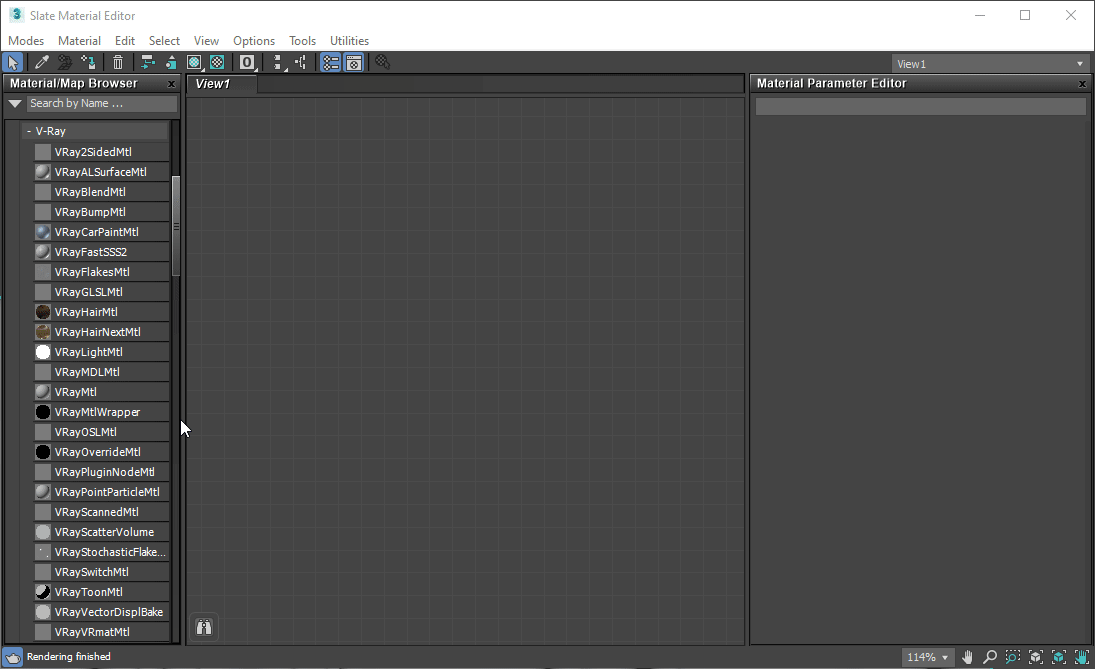 3
Slate Material Editor
Modes Material Edit Select View Options Tools Utilities
0
View1
Material/Map Browser x
View1
Material Parameter Editor x
Search by Name ...
- V-Ray
VRay2SidedMtl
VRayALSurfaceMtl
VRayBlendMtl
VRayBumpMtl
VRayCarPaintMtl
VRayFastSSS2
VRayFlakesMtl
VRayGLSLMtl
VRayHairMtl
VRayHairNextMtl
VRayLightMtl
VRayMDLMtl
VRayMtl
VRayMtlWrapper
VRayOSLMtl
VRayOverrideMtl
VRayPluginNodeMtl
VRayPointParticleMtl
VRayScannedMtl
VRayScatterVolume
VRayStochasticFlake...
VRaySwitchMtl
VRayToonMtl
VRayVectorDisplBake
VRayVRmatMtl
Rendering finished
114%